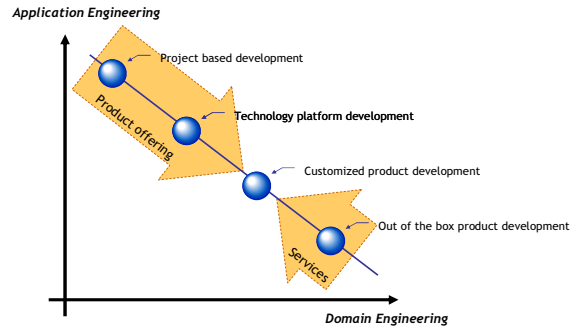 Application Engineering
Project based development
Product offering
Technology platform development
Customized product development
Out of the box product development
Services
Domain Engineering